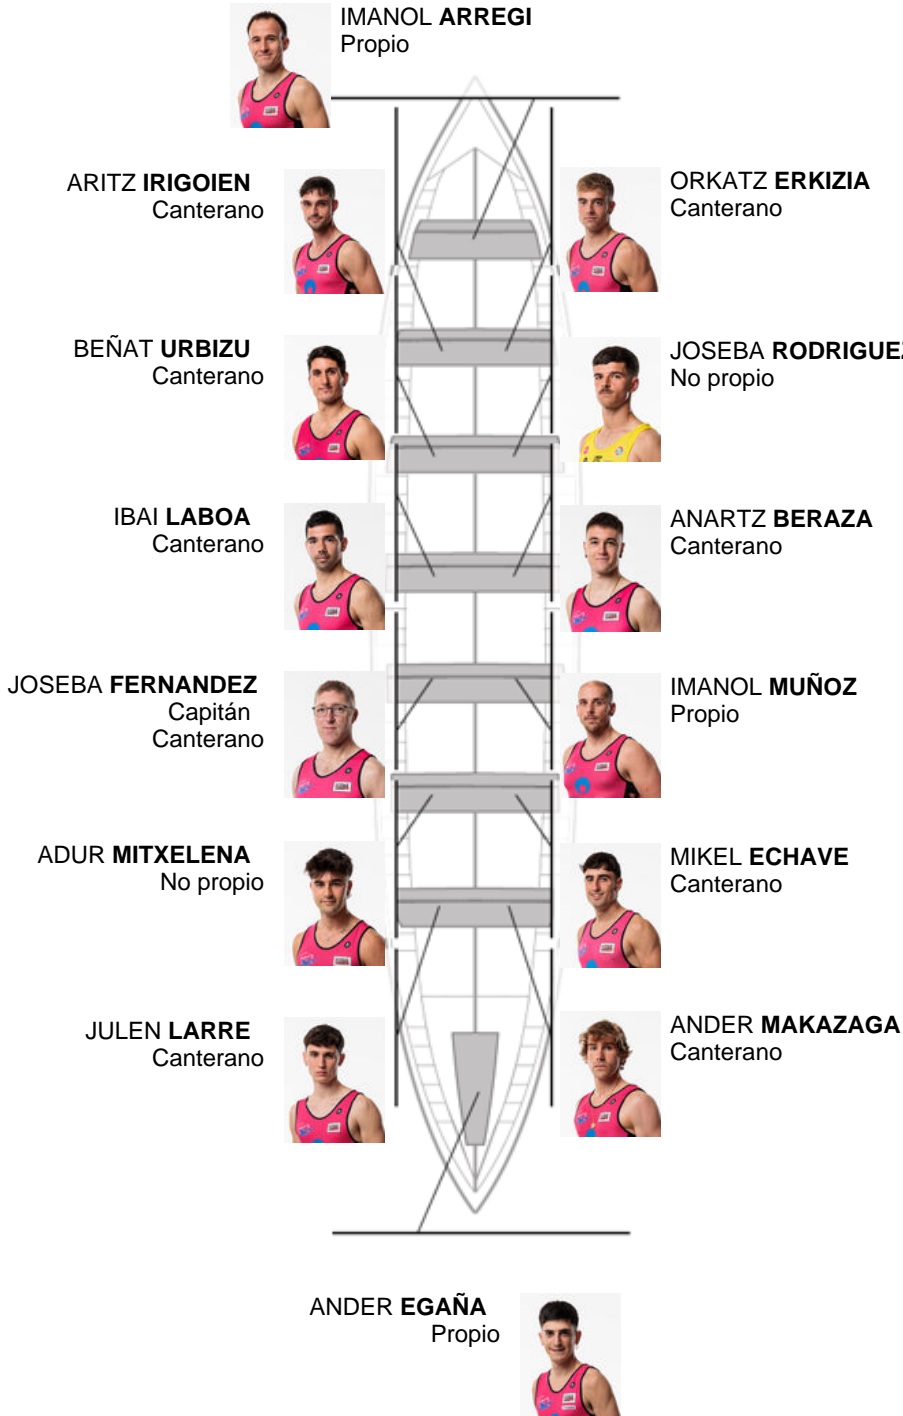 IMANOL ARREGI
Propio
ARITZ IRIGOIEN
Canterano
ORKATZ ERKIZIA
Canterano
BEÑAT URBIZU
Canterano
JOSEBA RODRIGUEZ
No propio
IBAI LABOA
Canterano
ANARTZ BERAZA
Canterano
JOSEBA FERNANDEZ
Capitán
Canterano
IMANOL MUÑOZ
Propio
ADUR MITXELENA
No propio
MIKEL ECHAVE
Canterano
JULEN LARRE
Canterano
ANDER MAKAZAGA
Canterano
ANDER EGAÑA
Propio